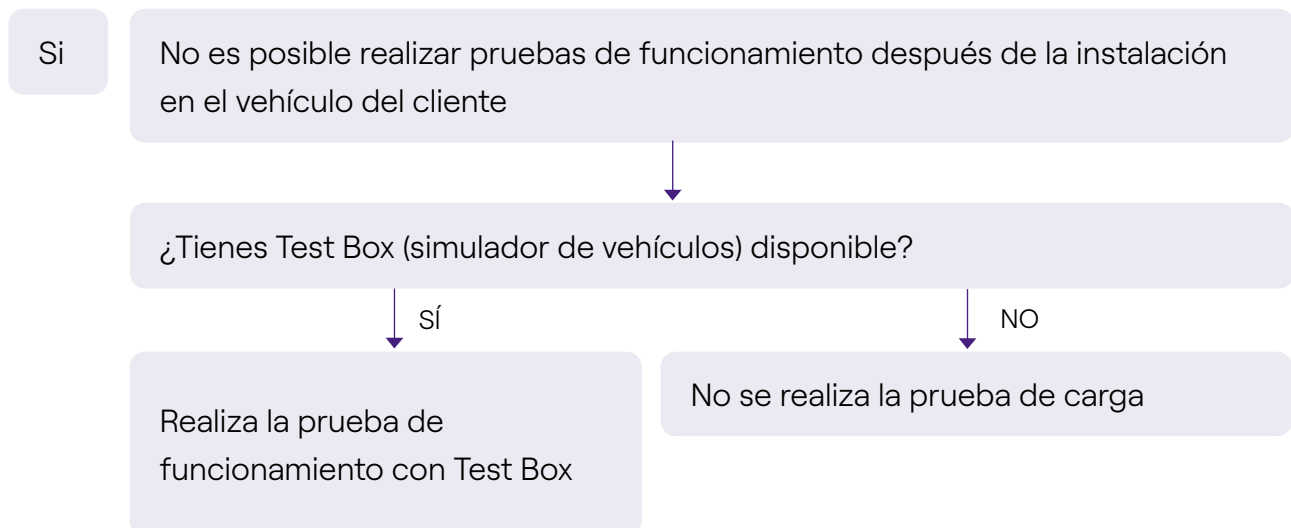 Si
No es posible realizar pruebas de funcionamiento después de la instalación
en el vehículo del cliente
¿Tienes Test Box (simulador de vehículos) disponible?
SÍ
NO
Realiza la prueba de
funcionamiento con Test Box
No se realiza la prueba de carga